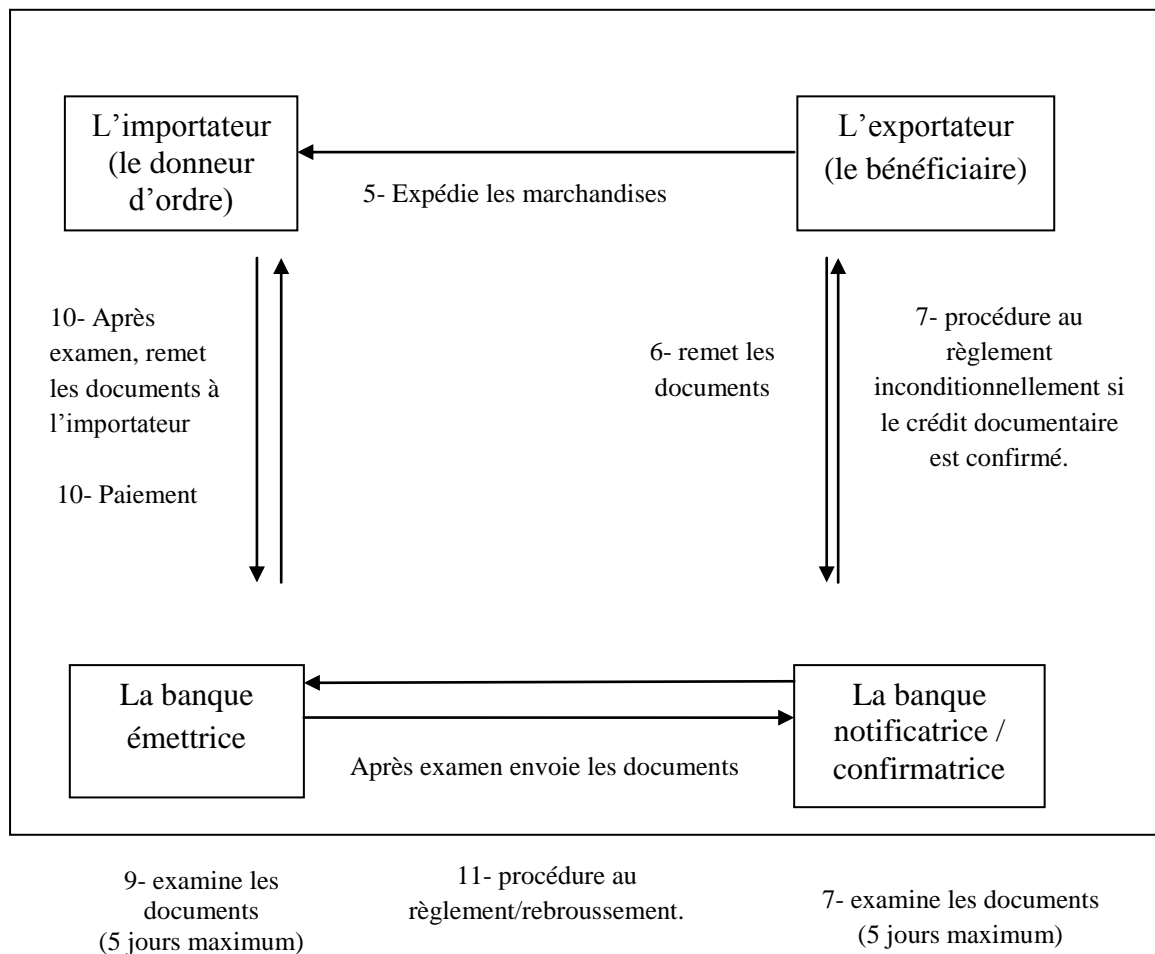 L’importateur
(le donneur
d’ordre)
L’exportateur
(le bénéficiaire)
5- Expédie les marchandises
10- Après
examen, remet
les documents à
l’importateur
10- Paiement
6- remet les
documents
7- procédure au
règlement
inconditionnellement si
le crédit documentaire
est confirmé.
La banque
émettrice
La banque
notificatrice /
confirmatrice
Après examen envoie les documents
9- examine les
documents
(5 jours maximum)
11- procédure au
règlement/rebroussement.
7- examine les documents
(5 jours maximum)